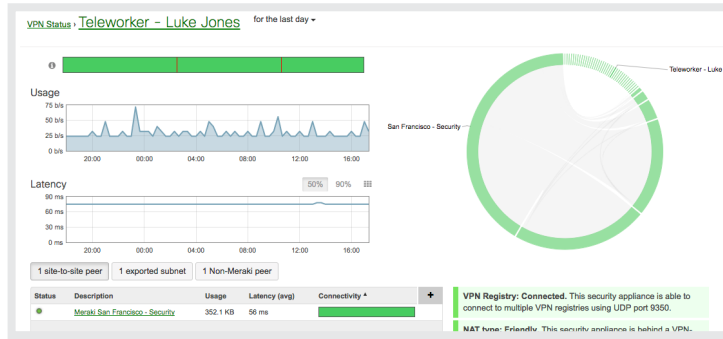 VPN Status › Teleworker - Luke Jones for the last day
Usage
75 b/s
50 b/s
25 b/s
0 b/s
20:00 00:00 04:00 08:00 12:00 16:00
Latency
50% 90%
90 ms
60 ms
30 ms
0 ms
20:00 00:00 04:00 08:00 12:00 16:00
1 site-to-site peer 1 exported subnet 1 Non-Meraki peer
Status Description Usage Latency (avg) Connectivity +
Meraki San Francisco - Security 352.1 KB 56 ms
Teleworker - Luke
San Francisco - Security
VPN Registry: Connected. This security appliance is able to
connect to multiple VPN registries using UDP port 9350.
NAT type: Friendly. This security appliance is behind a VPN-